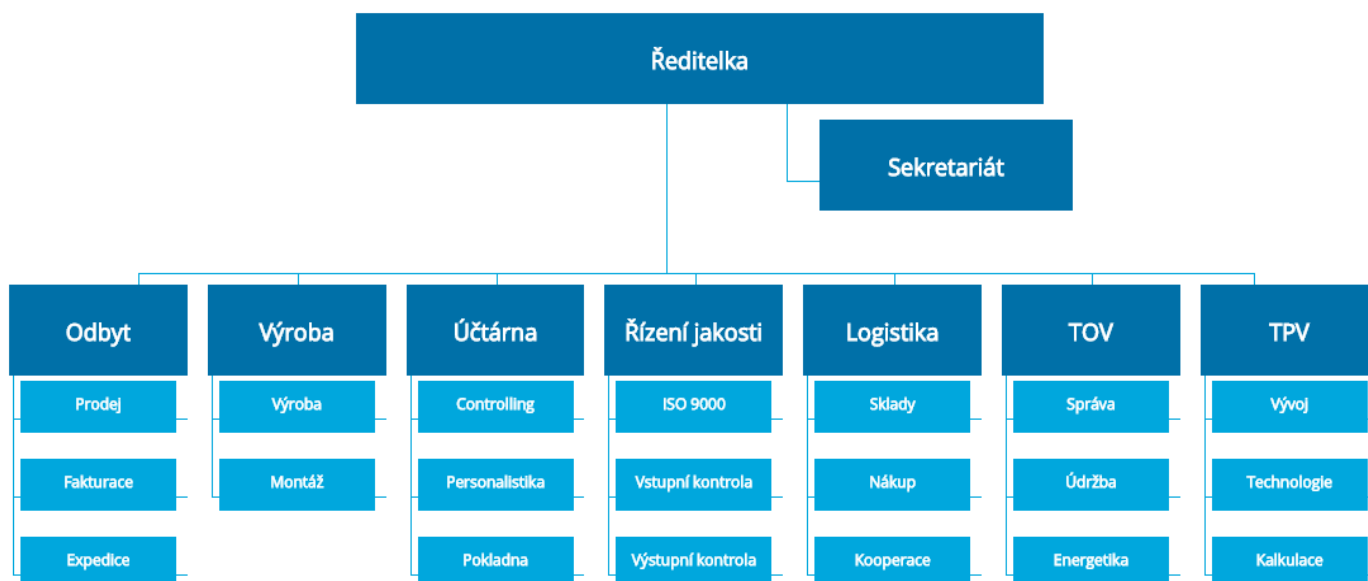 Ředitelka
Sekretariát
Odbyt
Výroba
Účtárna
Řízení jakosti
Logistika
TOV
TPV
Prodej
Výroba
Controlling
ISO 9000
Sklady
Správa
Vývoj
Fakturace
Montáž
Personalistika
Vstupní kontrola
Nákup
Údržba
Technologie
Expedice
Pokladna
Výstupní kontrola
Kooperace
Energetika
Kalkulace